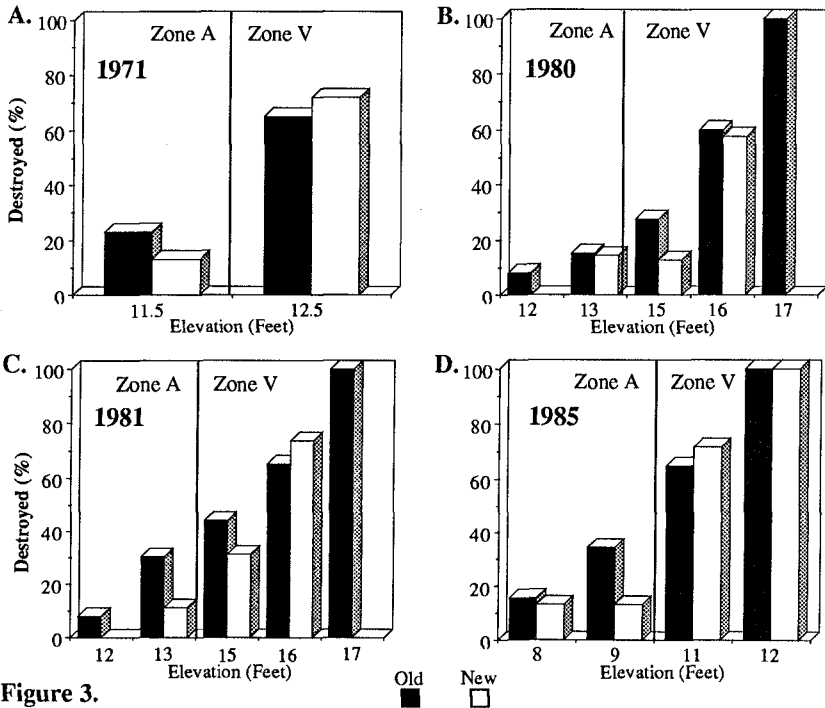 A.
Zone A Zone V
1971
Destroyed (%)
100
80
60
40
20
0
11.5 12.5
Elevation (Feet)
B.
Zone A Zone V
1980
100
80
60
40
20
0
12 13 15 16 17
Elevation (Feet)
C.
Zone A Zone V
1981
Destroyed (%)
100
80
60
40
20
0
12 13 15 16 17
Elevation (Feet)
D.
Zone A Zone V
1985
100
80
60
40
20
0
8 9 11 12
Elevation (Feet)
Figure 3.
Old New